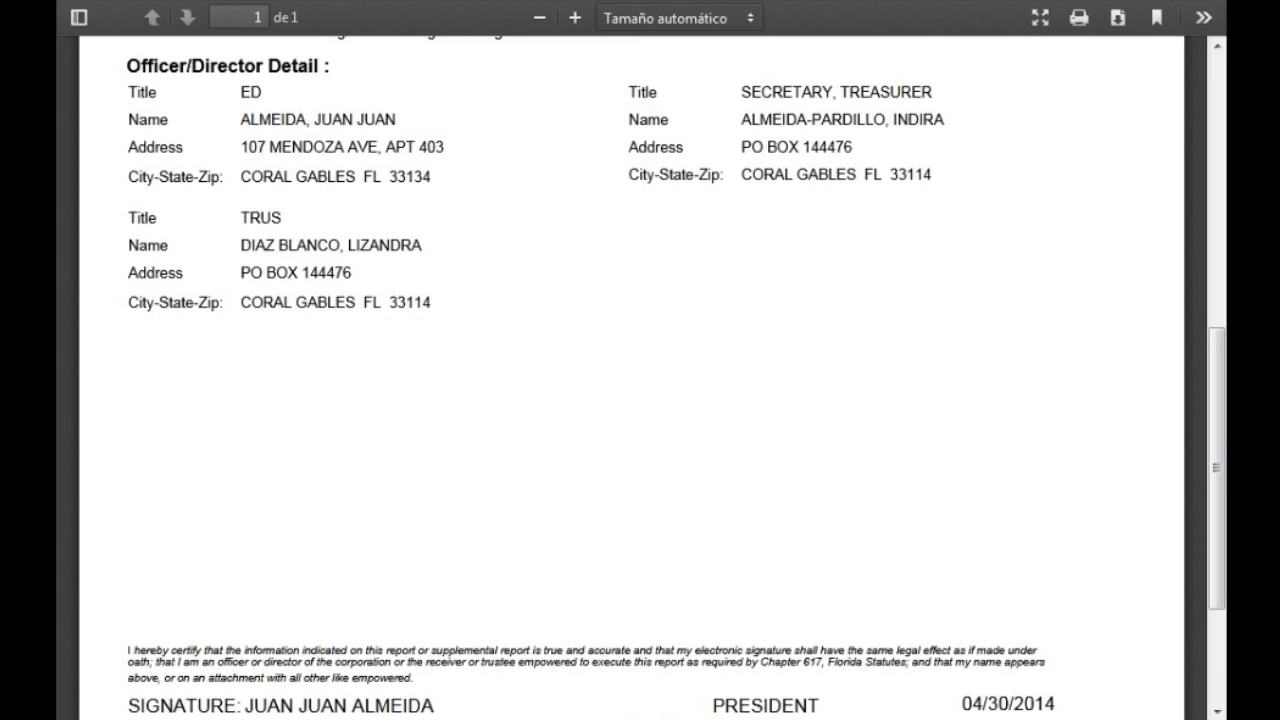 1 de 1 Tamaño automático
Officer/Director Detail :
Title ED
Name ALMEIDA, JUAN JUAN
Address 107 MENDOZA AVE, APT 403
City-State-Zip: CORAL GABLES FL 33134
Title SECRETARY, TREASURER
Name ALMEIDA-PARDILLO, INDIRA
Address PO BOX 144476
City-State-Zip: CORAL GABLES FL 33114
Title TRUS
Name DIAZ BLANCO, LIZANDRA
Address PO BOX 144476
City-State-Zip: CORAL GABLES FL 33114
I hereby certify that the information indicated on this report or supplemental report is true and accurate and that my electronic signature shall have the same legal effect as if made under
oath; that I am an officer or director of the corporation or the receiver or trustee empowered to execute this report as required by Chapter 617, Florida Statutes; and that my name appears
above, or on an attachment with all other like empowered.
SIGNATURE: JUAN JUAN ALMEIDA PRESIDENT 04/30/2014